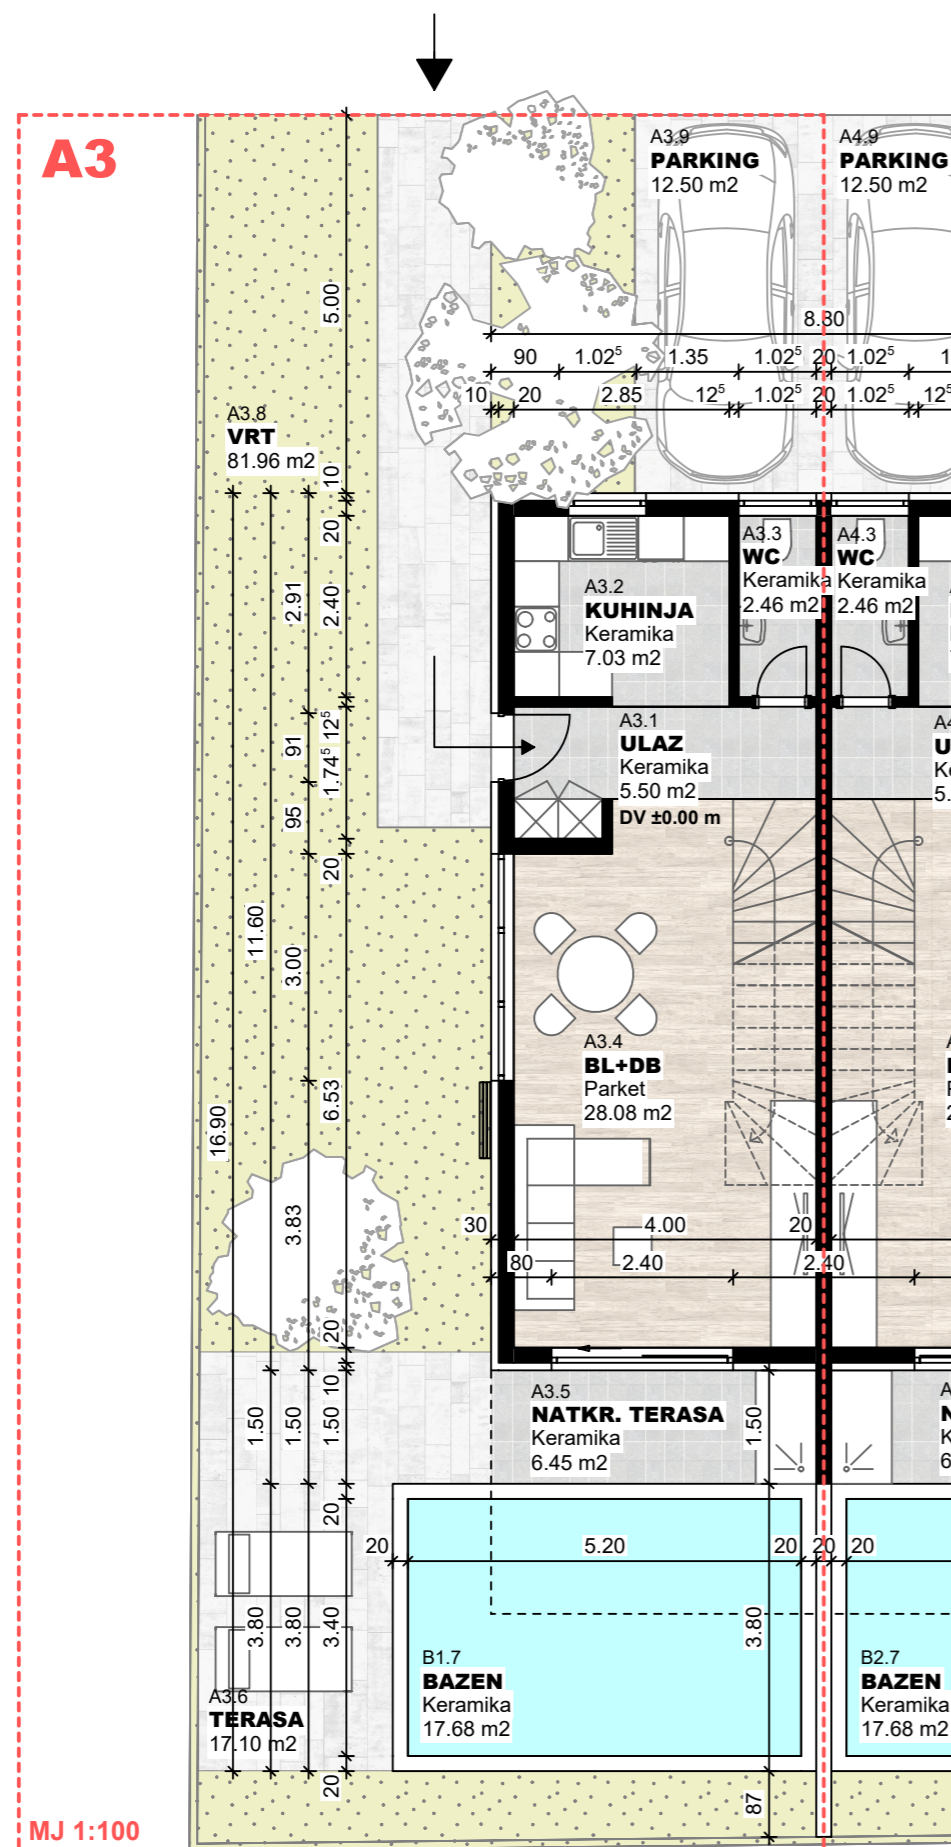 A3
A3.9
PARKING
12.50 m2
A4.9
PARKING
12.50 m2
5.00
8.80
90
1.02⁵
1.35
1.02⁵
20
1.02⁵
10
20
2.85
12⁵
1.02⁵
20
1.02⁵
12⁵
A3.8
VRT
81.96 m2
10
20
2.91
2.40
A3.3
WC
Keramika
2.46 m2
A4.3
WC
Keramika
2.46 m2
A3.2
KUHINJA
Keramika
7.03 m2
91
12⁵
1.74⁵
95
20
A3.1
ULAZ
Keramika
5.50 m2
DV ±0.00 m
11.60
3.00
6.53
16.90
A3.4
BL+DB
Parket
28.08 m2
3.83
30
4.00
20
80
2.40
2.40
20
10
1.50
1.50
1.50
A3.5
NATKR. TERASA
Keramika
6.45 m2
1.50
20
20
5.20
20
20
20
3.80
3.80
3.40
3.80
A3.6
TERASA
17.10 m2
B1.7
BAZEN
Keramika
17.68 m2
B2.7
BAZEN
Keramika
17.68 m2
20
87
MJ 1:100